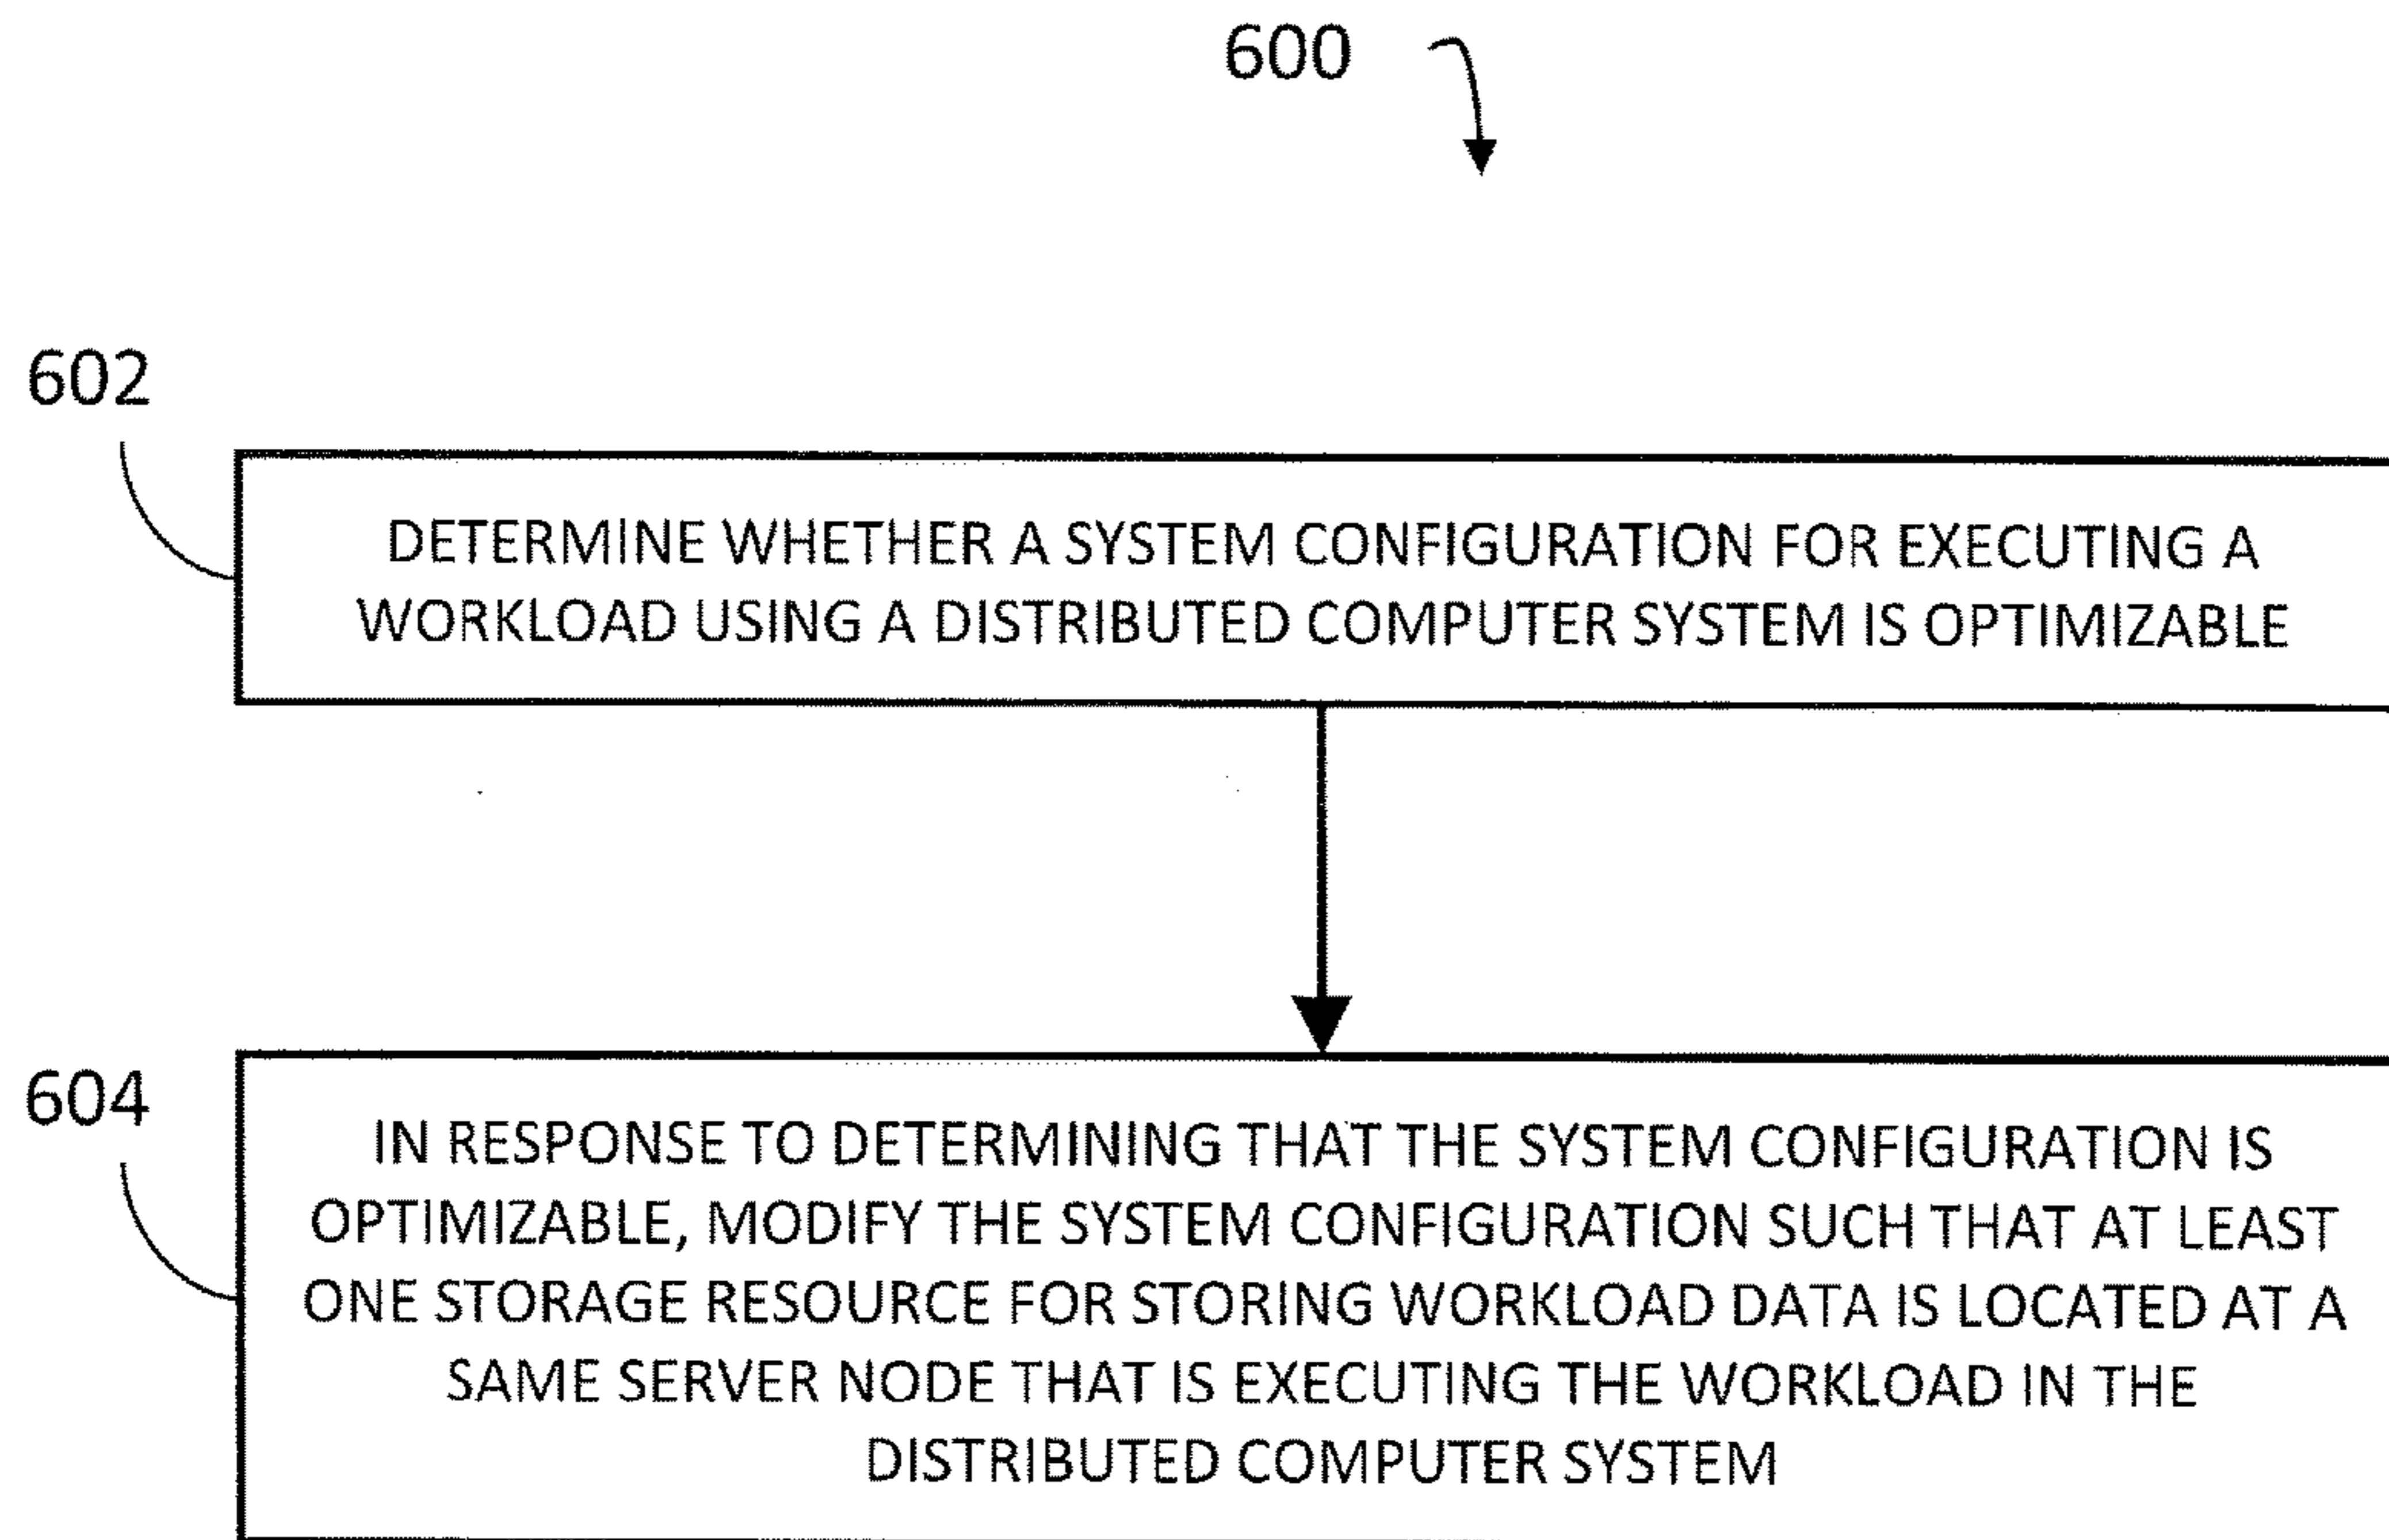 600
602
DETERMINE WHETHER A SYSTEM CONFIGURATION FOR EXECUTING A
WORKLOAD USING A DISTRIBUTED COMPUTER SYSTEM IS OPTIMIZABLE
604
IN RESPONSE TO DETERMINING THAT THE SYSTEM CONFIGURATION IS
OPTIMIZABLE, MODIFY THE SYSTEM CONFIGURATION SUCH THAT AT LEAST
ONE STORAGE RESOURCE FOR STORING WORKLOAD DATA IS LOCATED AT A
SAME SERVER NODE THAT IS EXECUTING THE WORKLOAD IN THE
DISTRIBUTED COMPUTER SYSTEM